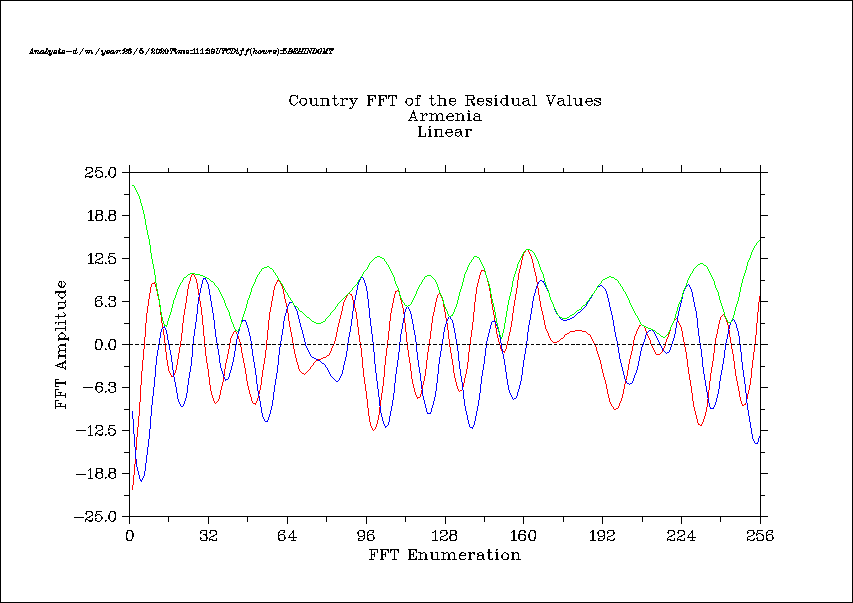 Analysis-d/m/year:
Country FFT of the Residual Values
Armenia
Linear
25.0
18.8
12.5
6.3
0.0
-6.3
-12.5
-18.8
-25.0
FFT Amplitude
0 32 64 96 128 160 192 224 256
FFT Enumeration